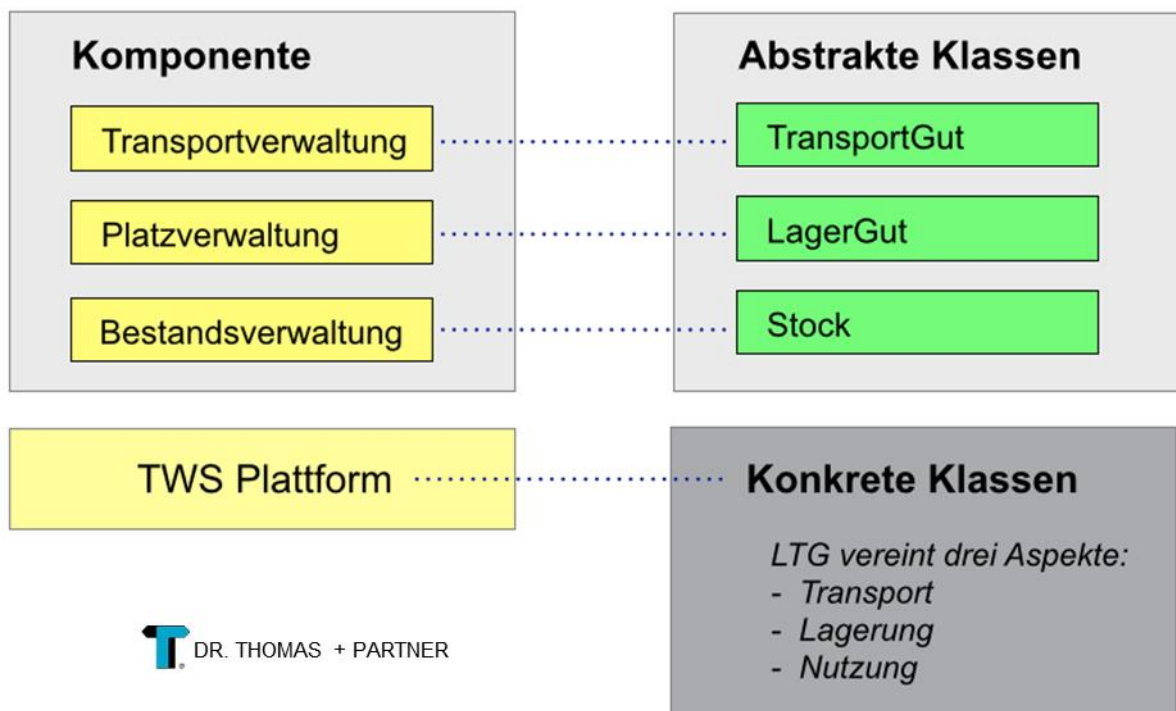 Komponente
Transportverwaltung
Platzverwaltung
Bestandsverwaltung
Abstrakte Klassen
TransportGut
LagerGut
Stock
TWS Plattform
Konkrete Klassen
LTG vereint drei Aspekte:
- Transport
- Lagerung
- Nutzung
DR. THOMAS + PARTNER